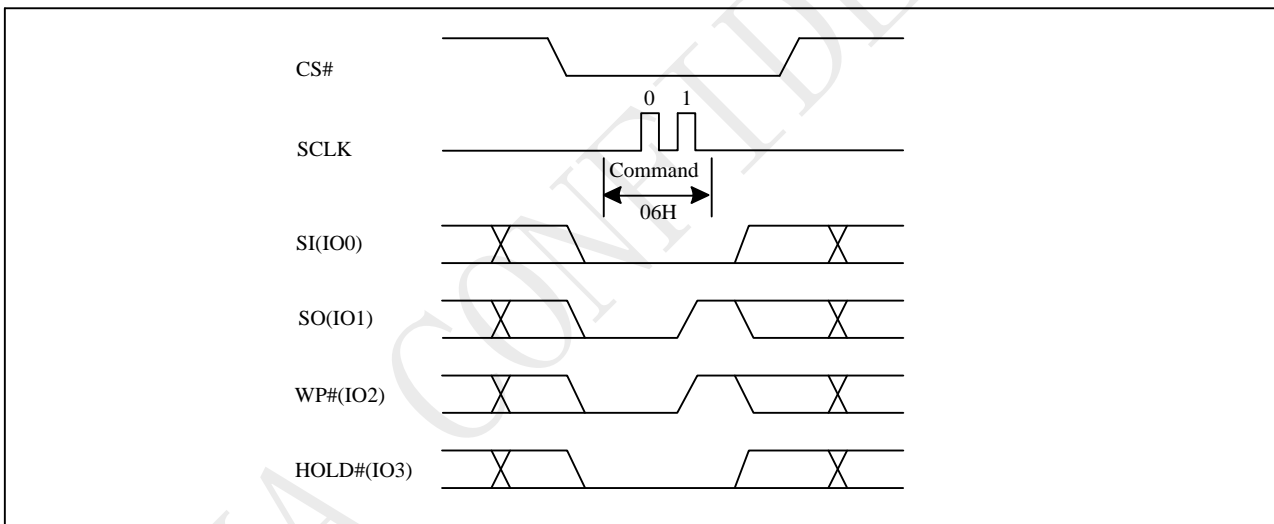 CS#
0 1
SCLK
Command
06H
SI(IO0)
SO(IO1)
WP#(IO2)
HOLD#(IO3)